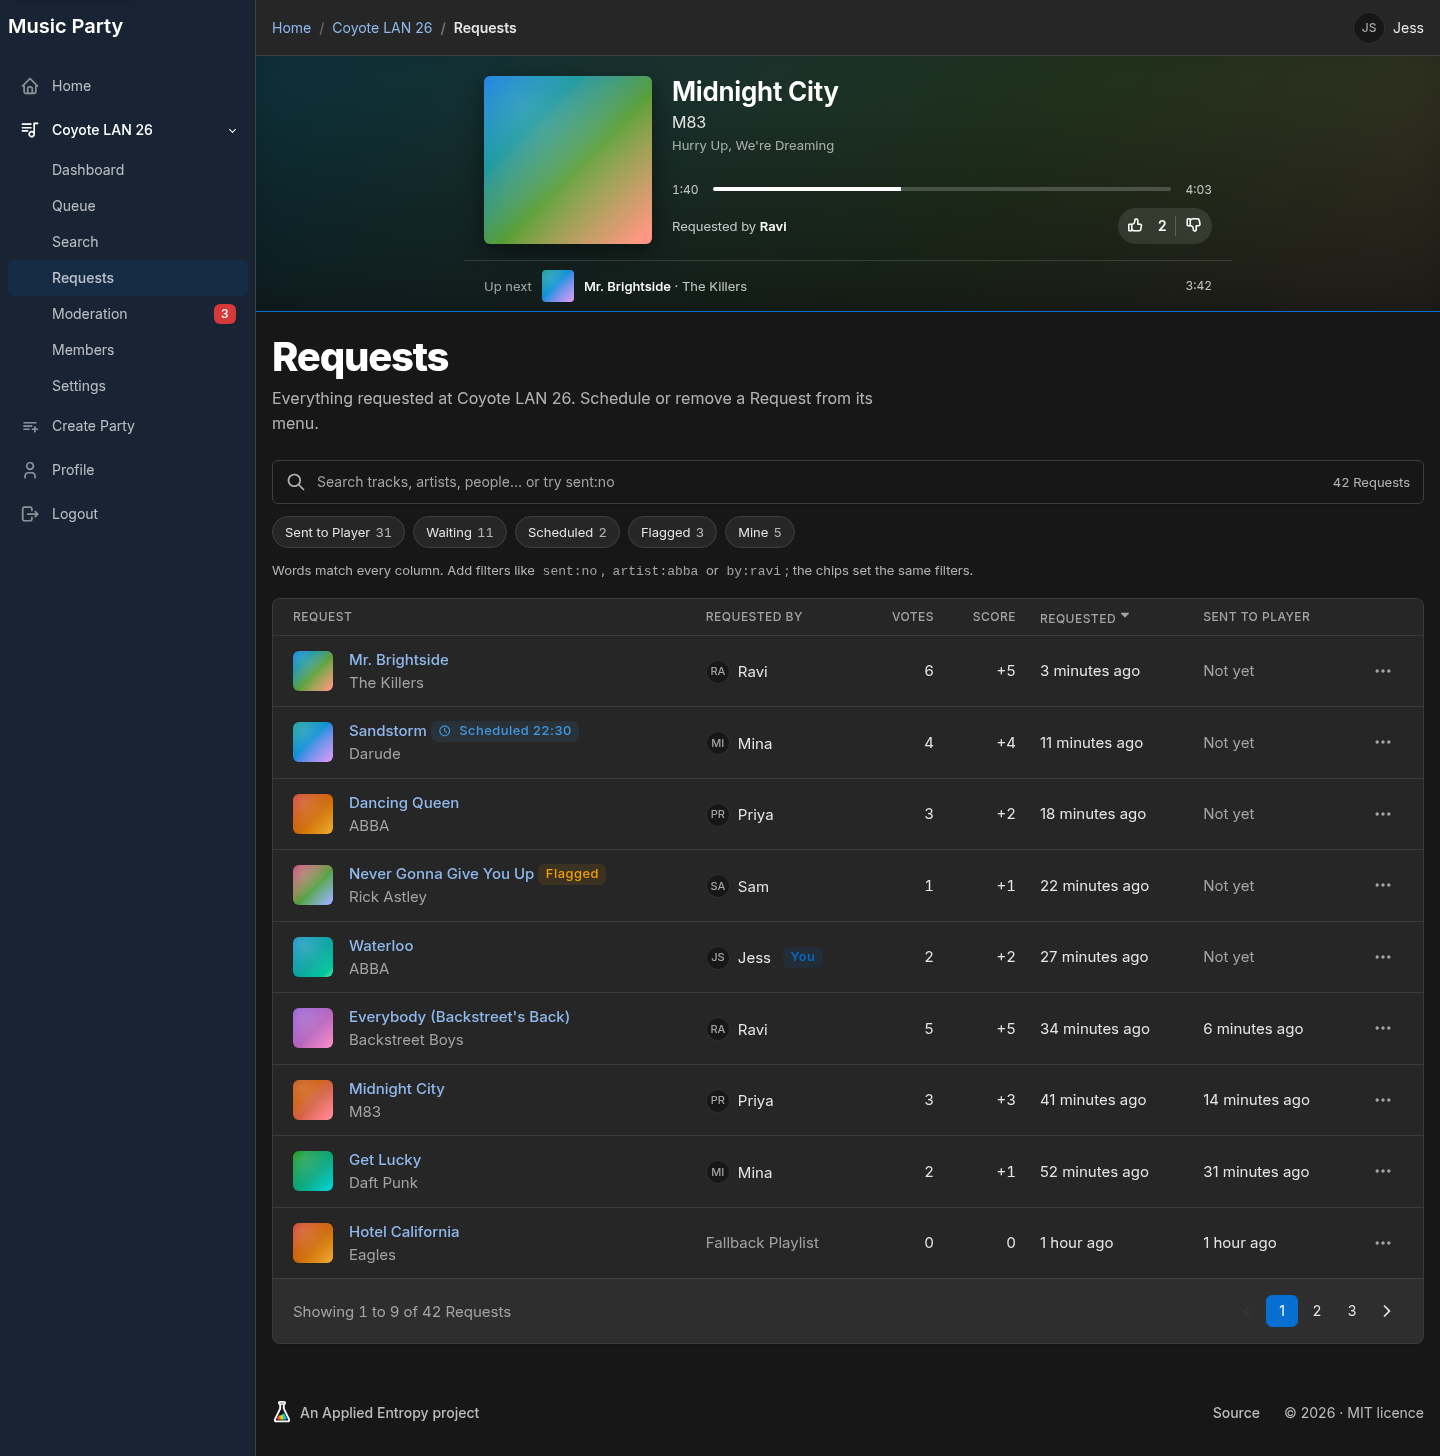 Music Party
Home
Coyote LAN 26
Dashboard
Queue
Search
Requests
Moderation 3
Members
Settings
Create Party
Profile
Logout
Home / Coyote LAN 26 / Requests
JS Jess
Midnight City
M83
Hurry Up, We're Dreaming
1:40 4:03
Requested by Ravi 2
Up next Mr. Brightside · The Killers 3:42
Requests
Everything requested at Coyote LAN 26. Schedule or remove a Request from its
menu.
Search tracks, artists, people... or try sent:no 42 Requests
Sent to Player 31 Waiting 11 Scheduled 2 Flagged 3 Mine 5
Words match every column. Add filters like sent:no, artist:abba or by:ravi; the chips set the same filters.
REQUEST REQUESTED BY VOTES SCORE REQUESTED SENT TO PLAYER
Mr. Brightside
The Killers
RA Ravi 6 +5 3 minutes ago Not yet
Sandstorm Scheduled 22:30
Darude
MI Mina 4 +4 11 minutes ago Not yet
Dancing Queen
ABBA
PR Priya 3 +2 18 minutes ago Not yet
Never Gonna Give You Up Flagged
Rick Astley
SA Sam 1 +1 22 minutes ago Not yet
Waterloo
ABBA
JS Jess You 2 +2 27 minutes ago Not yet
Everybody (Backstreet's Back)
Backstreet Boys
RA Ravi 5 +5 34 minutes ago 6 minutes ago
Midnight City
M83
PR Priya 3 +3 41 minutes ago 14 minutes ago
Get Lucky
Daft Punk
MI Mina 2 +1 52 minutes ago 31 minutes ago
Hotel California
Eagles
Fallback Playlist 0 0 1 hour ago 1 hour ago
Showing 1 to 9 of 42 Requests 1 2 3
An Applied Entropy project Source © 2026 · MIT licence